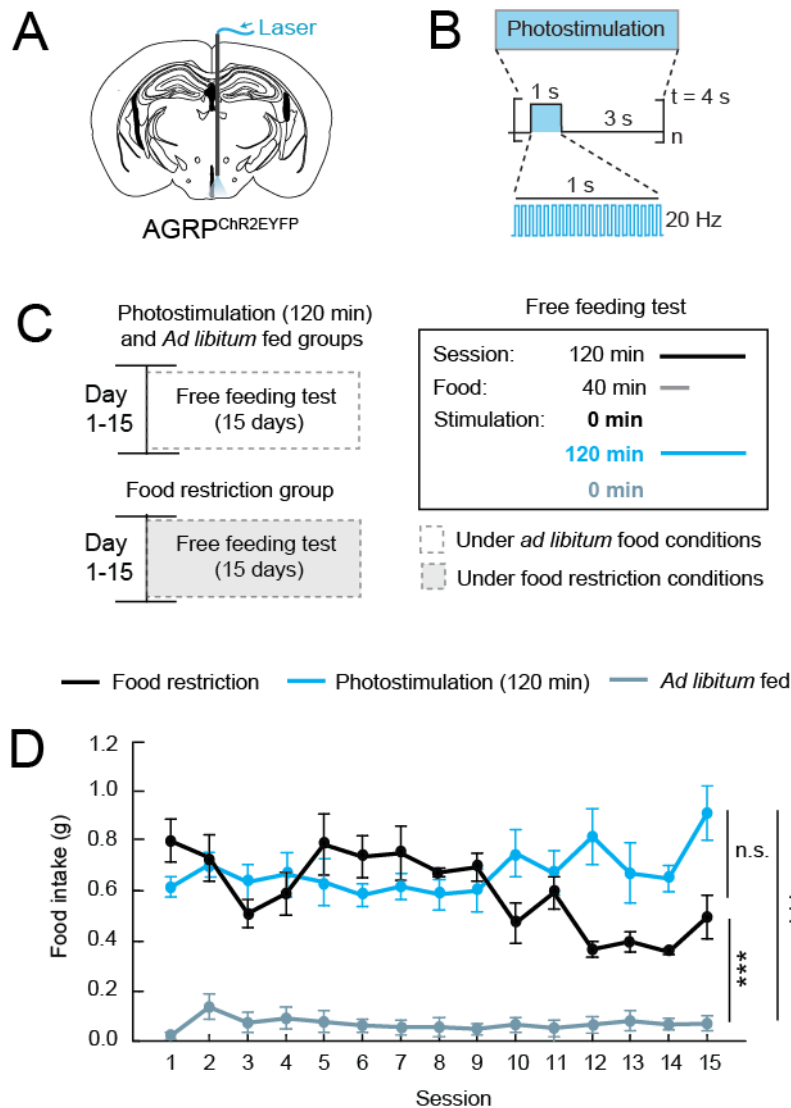 A
Laser
AGRPChR2EYFP
B
Photostimulation
1 s
t = 4 s
3 s
n
1 s
20 Hz
C
Photostimulation (120 min)
and Ad libitum fed groups
Day
1-15
Free feeding test
(15 days)
Food restriction group
Day
1-15
Free feeding test
(15 days)
Free feeding test
Session: 120 min
Food: 40 min
Stimulation: 0 min
120 min
0 min
Under ad libitum food conditions
Under food restriction conditions
Food restriction
Photostimulation (120 min)
Ad libitum fed
D
Food intake (g)
1.2
1.0
0.8
0.6
0.4
0.2
0.0
1 2 3 4 5 6 7 8 9 10 11 12 13 14 15
Session
n.s.
***